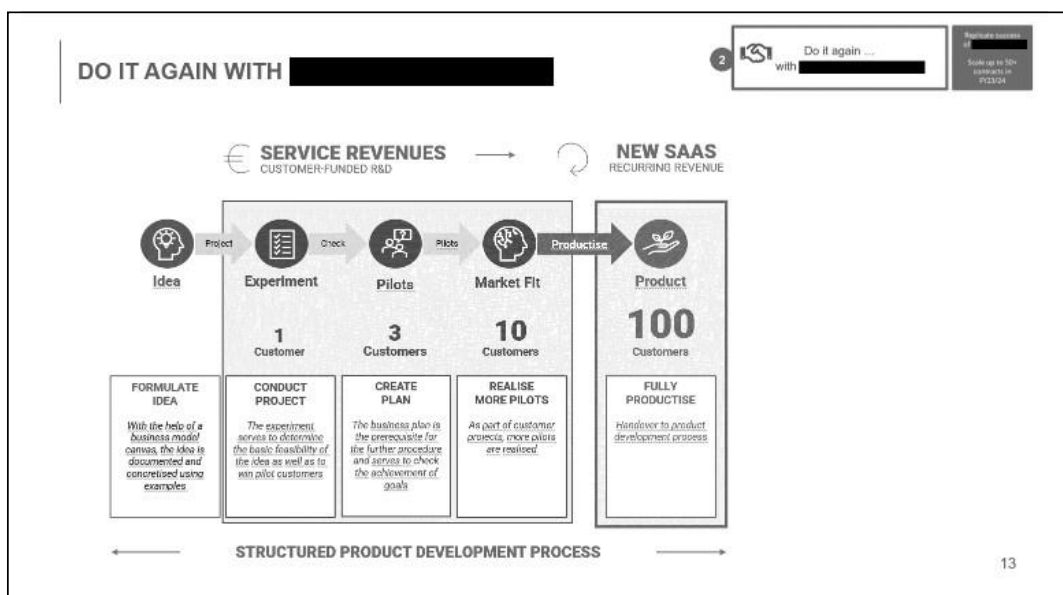 DO IT AGAIN WITH
2
Do it again ...
with
Replicate success
of
Scale up to 50+
contracts in
FY23/24
SERVICE REVENUES
CUSTOMER-FUNDED R&D
NEW SAAS
RECURRING REVENUE
Project
Check
Pilots
Productise
Idea
Experiment
Pilots
Market Fit
Product
1
Customer
3
Customers
10
Customers
100
Customers
FORMULATE
IDEA
With the help of a
business model
canvas, the idea is
documented and
concretised using
examples
CONDUCT
PROJECT
The experiment
serves to determine
the basic feasibility of
the idea as well as to
win pilot customers
CREATE
PLAN
The business plan is
the prerequisite for
the further procedure
and serves to check
the achievement of
goals
REALISE
MORE PILOTS
As part of customer
projects, more pilots
are realised
FULLY
PRODUCTISE
Handover to product
development process
STRUCTURED PRODUCT DEVELOPMENT PROCESS
13